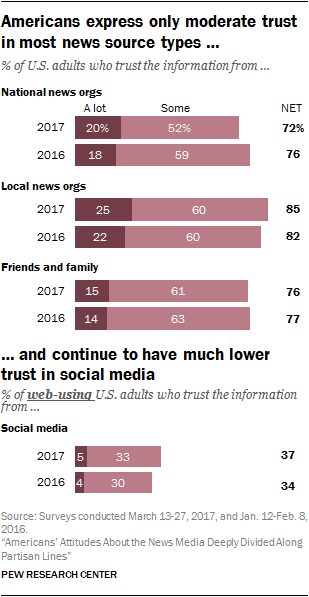 Americans express only moderate trust
in most news source types ...
% of U.S. adults who trust the information from ...
National news orgs
A lot Some NET
2017 20% 52% 72%
2016 18 59 76
Local news orgs
2017 25 60 85
2016 22 60 82
Friends and family
2017 15 61 76
2016 14 63 77
... and continue to have much lower
trust in social media
% of web-using U.S. adults who trust the information
from ...
Social media
2017 5 33 37
2016 4 30 34
Source: Surveys conducted March 13-27, 2017, and Jan. 12-Feb. 8,
2016.
“Americans’ Attitudes About the News Media Deeply Divided Along
Partisan Lines”
PEW RESEARCH CENTER